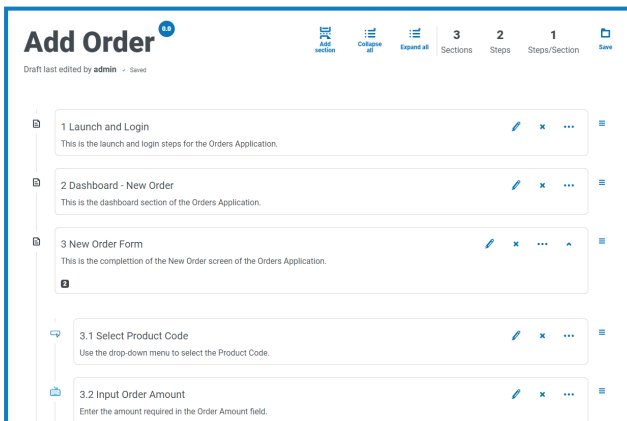 Add Order 0.0
Add section
Collapse all
Expand all
3 Sections
2 Steps
1 Steps/Section
Save
Draft last edited by admin - Saved
1 Launch and Login
This is the launch and login steps for the Orders Application.
2 Dashboard - New Order
This is the dashboard section of the Orders Application.
3 New Order Form
This is the complettion of the New Order screen of the Orders Application.
2
3.1 Select Product Code
Use the drop-down menu to select the Product Code.
3.2 Input Order Amount
Enter the amount required in the Order Amount field.